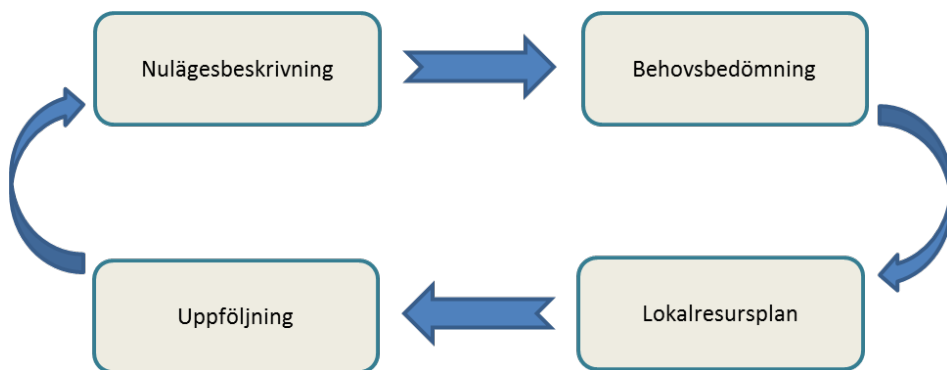 Nulägesbeskrivning
Behovsbedömning
Uppföljning
Lokalresursplan